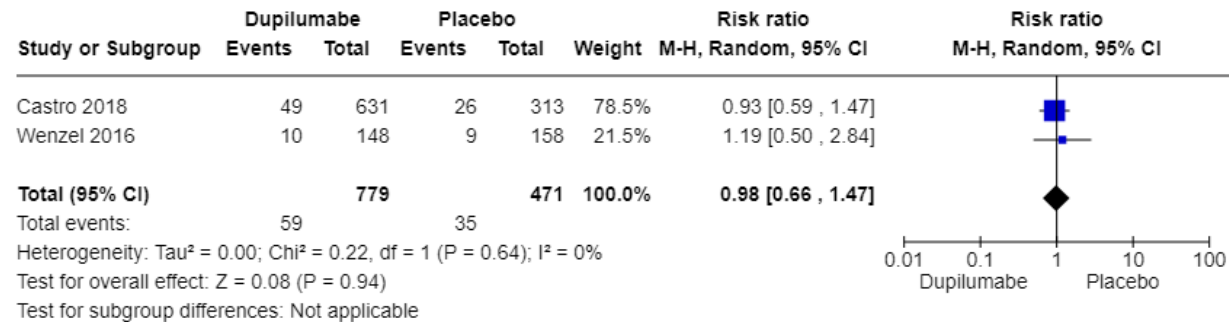 Dupilumabe Placebo Risk ratio Risk ratio
Study or Subgroup Events Total Events Total Weight M-H, Random, 95% CI M-H, Random, 95% CI
Castro 2018 49 631 26 313 78.5% 0.93 [0.59 , 1.47]
Wenzel 2016 10 148 9 158 21.5% 1.19 [0.50 , 2.84]
Total (95% CI) 779 471 100.0% 0.98 [0.66 , 1.47]
Total events: 59 35
Heterogeneity: Tau² = 0.00; Chi² = 0.22, df = 1 (P = 0.64); I² = 0%
Test for overall effect: Z = 0.08 (P = 0.94)
Test for subgroup differences: Not applicable
0.01 0.1 1 10 100
Dupilumabe Placebo